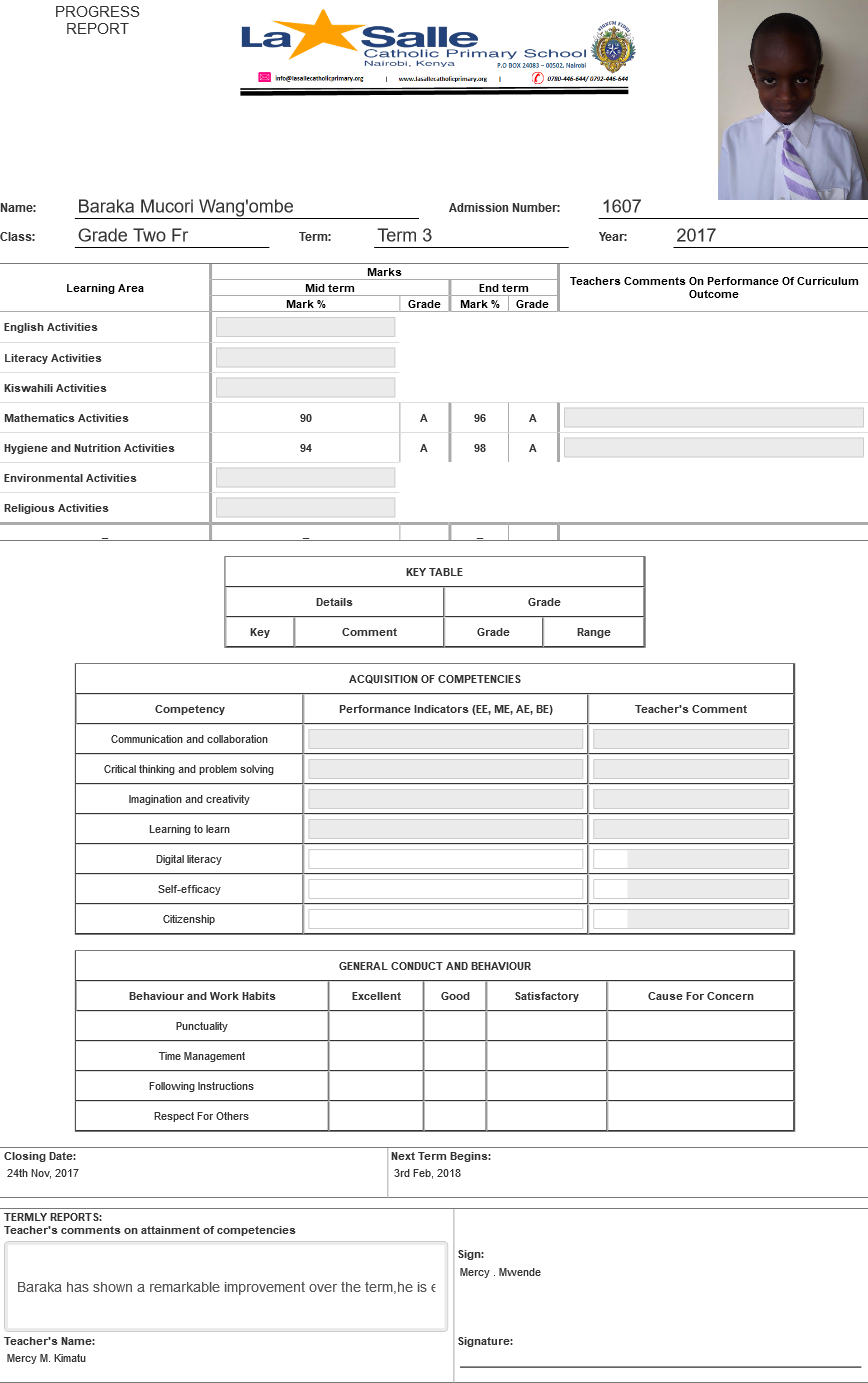 PROGRESS
REPORT
La Salle
Catholic Primary School
Nairobi, Kenya
P.O BOX 24083 – 00502, Nairobi
info@lasallecatholicprimary.org | www.lasallecatholicprimary.org | 0780-446-644/ 0792-446-644
Name: Baraka Mucori Wang'ombe Admission Number: 1607
Class: Grade Two Fr Term: Term 3 Year: 2017
Learning Area Marks Teachers Comments On Performance Of Curriculum Outcome
Mid term End term
Mark % Grade Mark % Grade
English Activities
Literacy Activities
Kiswahili Activities
Mathematics Activities 90 A 96 A
Hygiene and Nutrition Activities 94 A 98 A
Environmental Activities
Religious Activities
– – –
KEY TABLE
Details Grade
Key Comment Grade Range
ACQUISITION OF COMPETENCIES
Competency Performance Indicators (EE, ME, AE, BE) Teacher's Comment
Communication and collaboration
Critical thinking and problem solving
Imagination and creativity
Learning to learn
Digital literacy
Self-efficacy
Citizenship
GENERAL CONDUCT AND BEHAVIOUR
Behaviour and Work Habits Excellent Good Satisfactory Cause For Concern
Punctuality
Time Management
Following Instructions
Respect For Others
Closing Date: Next Term Begins:
24th Nov, 2017 3rd Feb, 2018
TERMLY REPORTS:
Teacher's comments on attainment of competencies
Sign:
Mercy . Mwende
Baraka has shown a remarkable improvement over the term,he is
Teacher's Name: Signature:
Mercy M. Kimatu